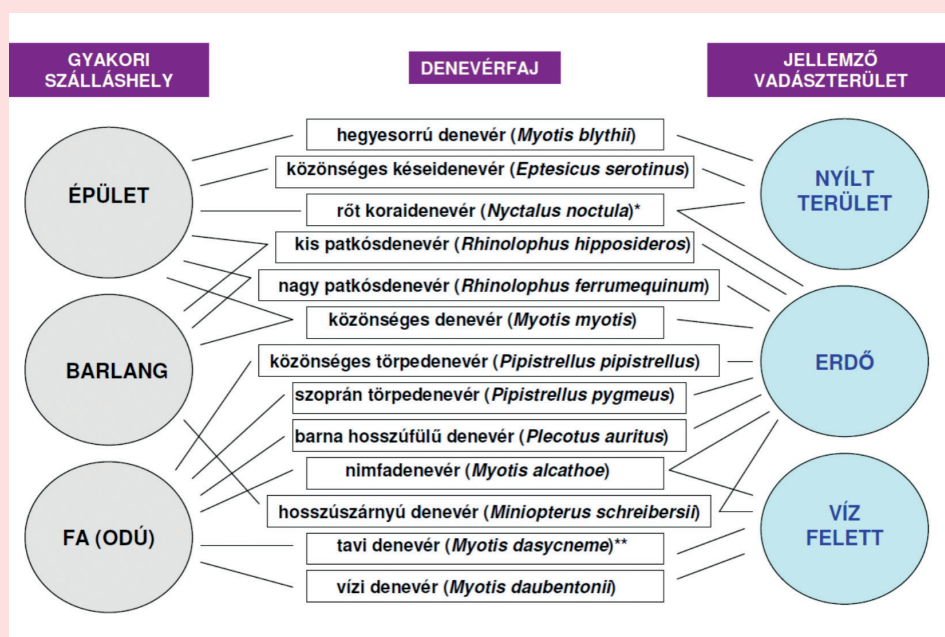 GYAKORI
SZÁLLÁSHELY
DENEVÉRFAJ
JELLEMZŐ
VADÁSZTERÜLET
ÉPÜLET
BARLANG
FA (ODÚ)
hegyesorrú denevér (Myotis blythii)
közönséges késeidenevér (Eptesicus serotinus)
rőt koraidenevér (Nyctalus noctula)*
kis patkósdenevér (Rhinolophus hipposideros)
nagy patkósdenevér (Rhinolophus ferrumequinum)
közönséges denevér (Myotis myotis)
közönséges törpedenevér (Pipistrellus pipistrellus)
szoprán törpedenevér (Pipistrellus pygmeus)
barna hosszúfülű denevér (Plecotus auritus)
nimfadenevér (Myotis alcathoe)
hosszúszárnyú denevér (Miniopterus schreibersii)
tavi denevér (Myotis dasycneme)**
vízi denevér (Myotis daubentonii)
NYÍLT
TERÜLET
ERDŐ
VÍZ
FELETT